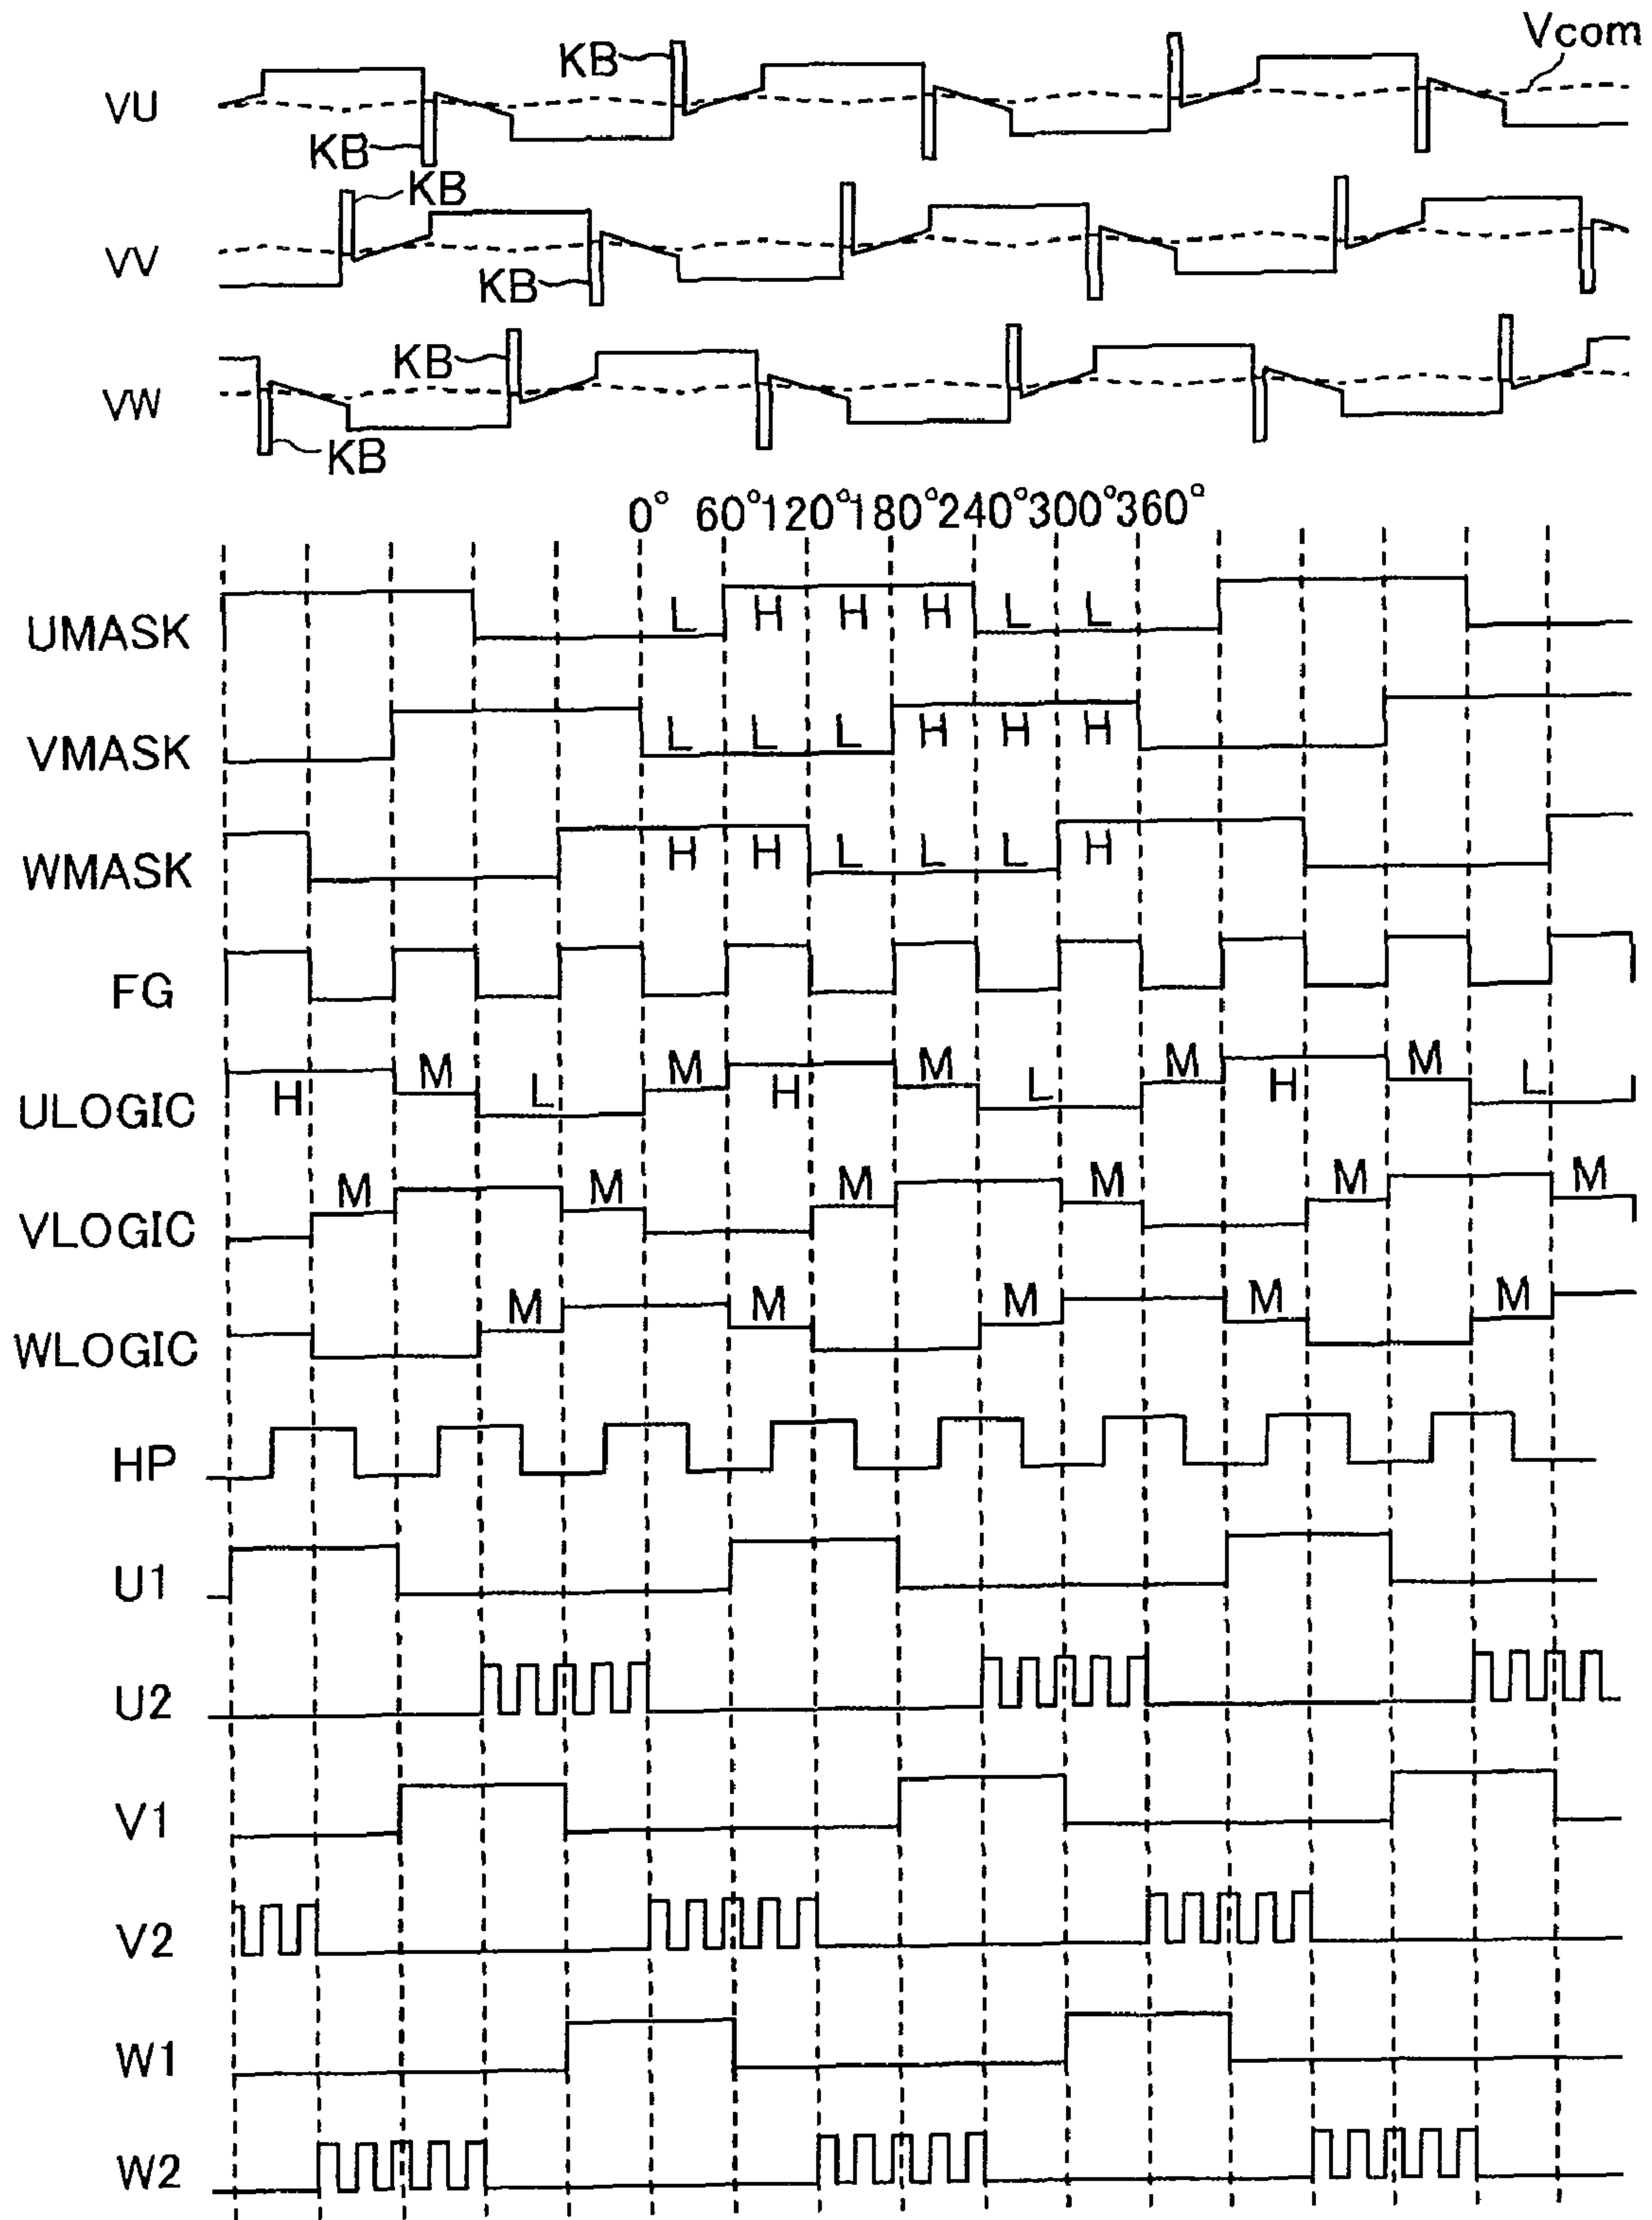 Vcom
KB
VU
KB
KB
VV
KB
KB
VW
KB
0° 60° 120° 180° 240° 300° 360°
UMASK L H H H L L
VMASK L L L H H H
WMASK H H L L L H
FG
ULOGIC H M L M H M L M H M L
VLOGIC M M M M M M
WLOGIC M M M M M
HP
U1
U2
V1
V2
W1
W2